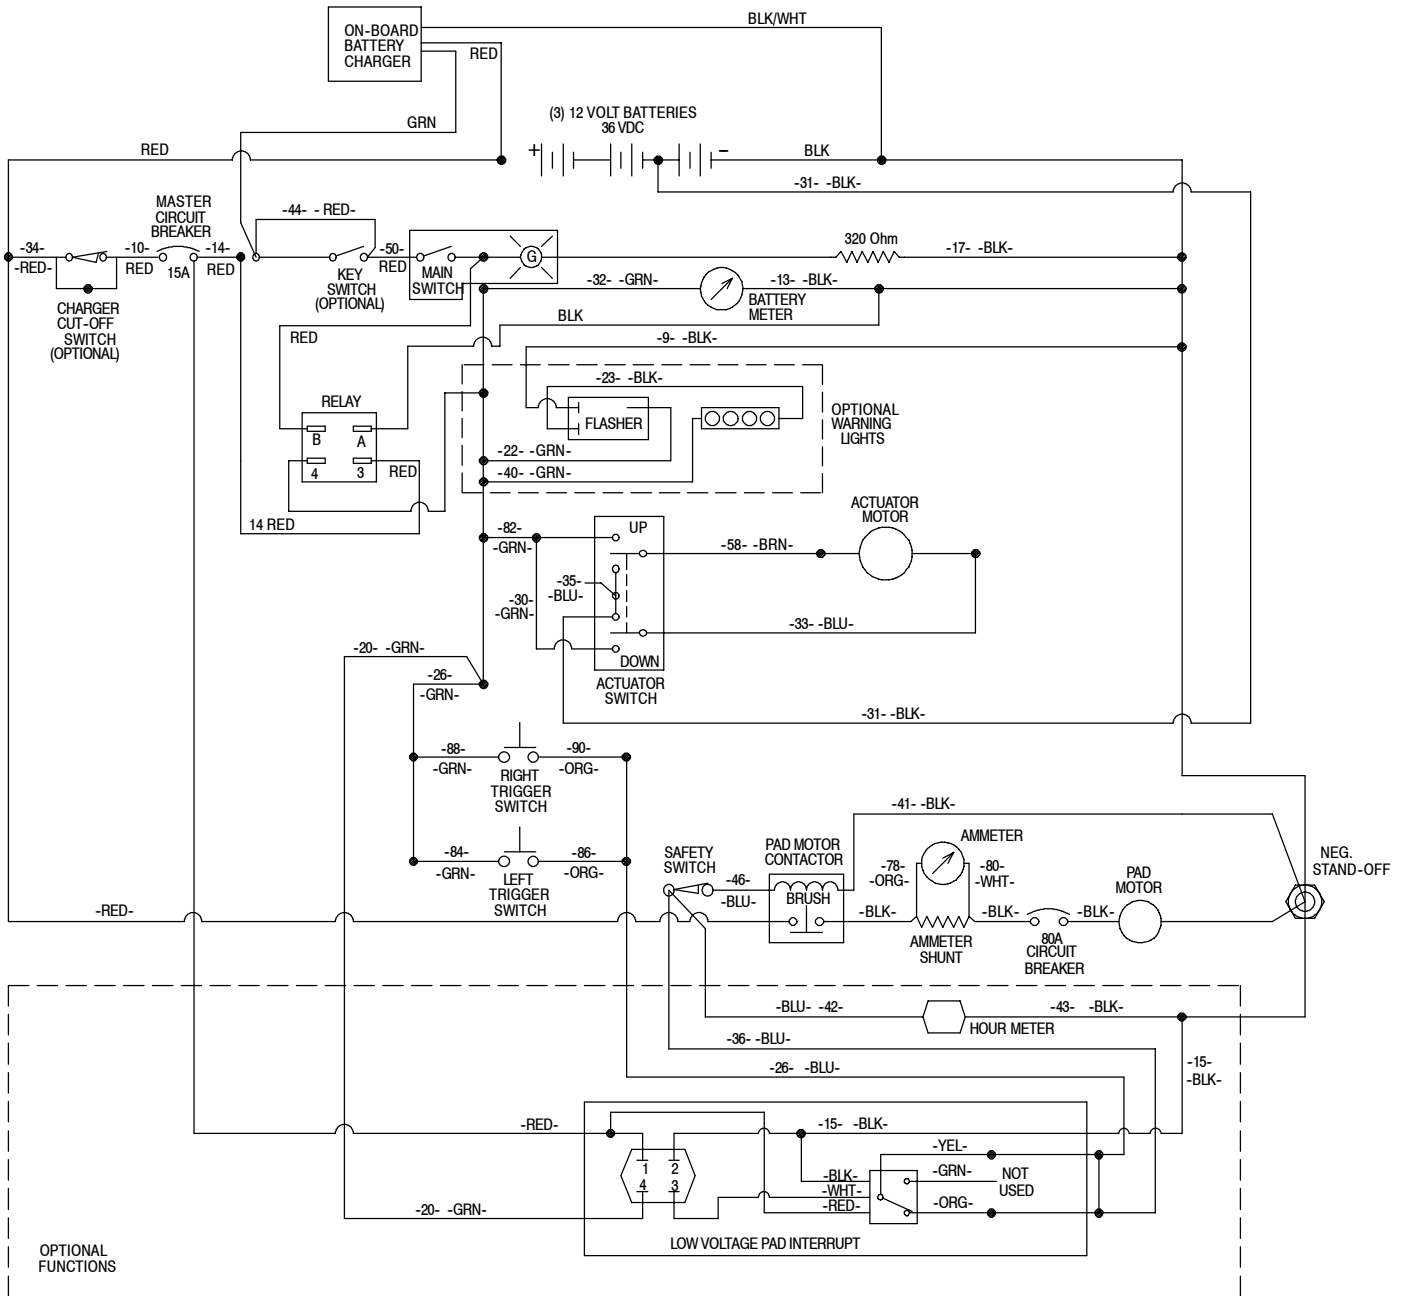 BLK/WHT
ON-BOARD
BATTERY
CHARGER
RED
(3) 12 VOLT BATTERIES
36 VDC
GRN
RED
+
-
BLK
-31- -BLK-
MASTER
CIRCUIT
BREAKER
-44- - RED-
-34-
-RED-
-10-
RED
15A
-14-
RED
KEY
SWITCH
(OPTIONAL)
-50-
RED
MAIN
SWITCH
G
320 Ohm
-17- -BLK-
CHARGER
CUT-OFF
SWITCH
(OPTIONAL)
-32- -GRN-
-13- -BLK-
BATTERY
METER
BLK
RED
-9- -BLK-
-23- -BLK-
FLASHER
OPTIONAL
WARNING
LIGHTS
RELAY
B
A
4
3
RED
-22- -GRN-
-40- -GRN-
14 RED
-82-
-GRN-
UP
ACTUATOR
MOTOR
-58- -BRN-
-35-
-BLU-
-30-
-GRN-
-33- -BLU-
DOWN
ACTUATOR
SWITCH
-20- -GRN-
-26-
-GRN-
-31- -BLK-
-88-
-GRN-
-90-
-ORG-
RIGHT
TRIGGER
SWITCH
-84-
-GRN-
-86-
-ORG-
LEFT
TRIGGER
SWITCH
-41- -BLK-
SAFETY
SWITCH
-46-
-BLU-
PAD MOTOR
CONTACTOR
BRUSH
AMMETER
-78-
-ORG-
-80-
-WHT-
PAD
MOTOR
NEG.
STAND-OFF
-RED-
-BLK-
AMMETER
SHUNT
-BLK-
80A
CIRCUIT
BREAKER
-BLK-
-BLU- -42-
HOUR METER
-43- -BLK-
-36- -BLU-
-26- -BLU-
-15-
-BLK-
-RED-
-15- -BLK-
1
2
4
3
-YEL-
-BLK-
-WHT-
-RED-
-GRN-
NOT
USED
-ORG-
-20- -GRN-
LOW VOLTAGE PAD INTERRUPT
OPTIONAL
FUNCTIONS